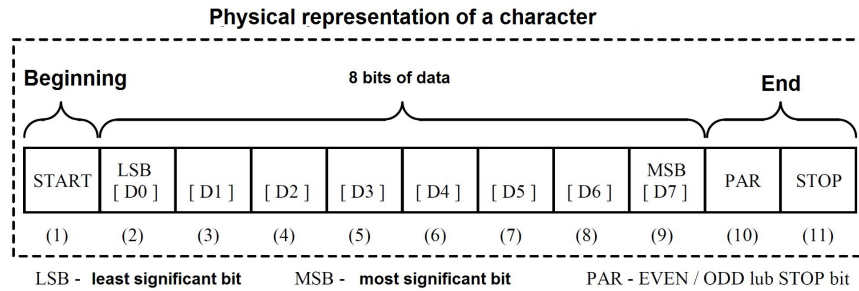 Physical representation of a character
Beginning 8 bits of data End
START LSB [ D0 ] [ D1 ] [ D2 ] [ D3 ] [ D4 ] [ D5 ] [ D6 ] MSB [ D7 ] PAR STOP
(1) (2) (3) (4) (5) (6) (7) (8) (9) (10) (11)
LSB - least significant bit MSB - most significant bit PAR - EVEN / ODD lub STOP bit